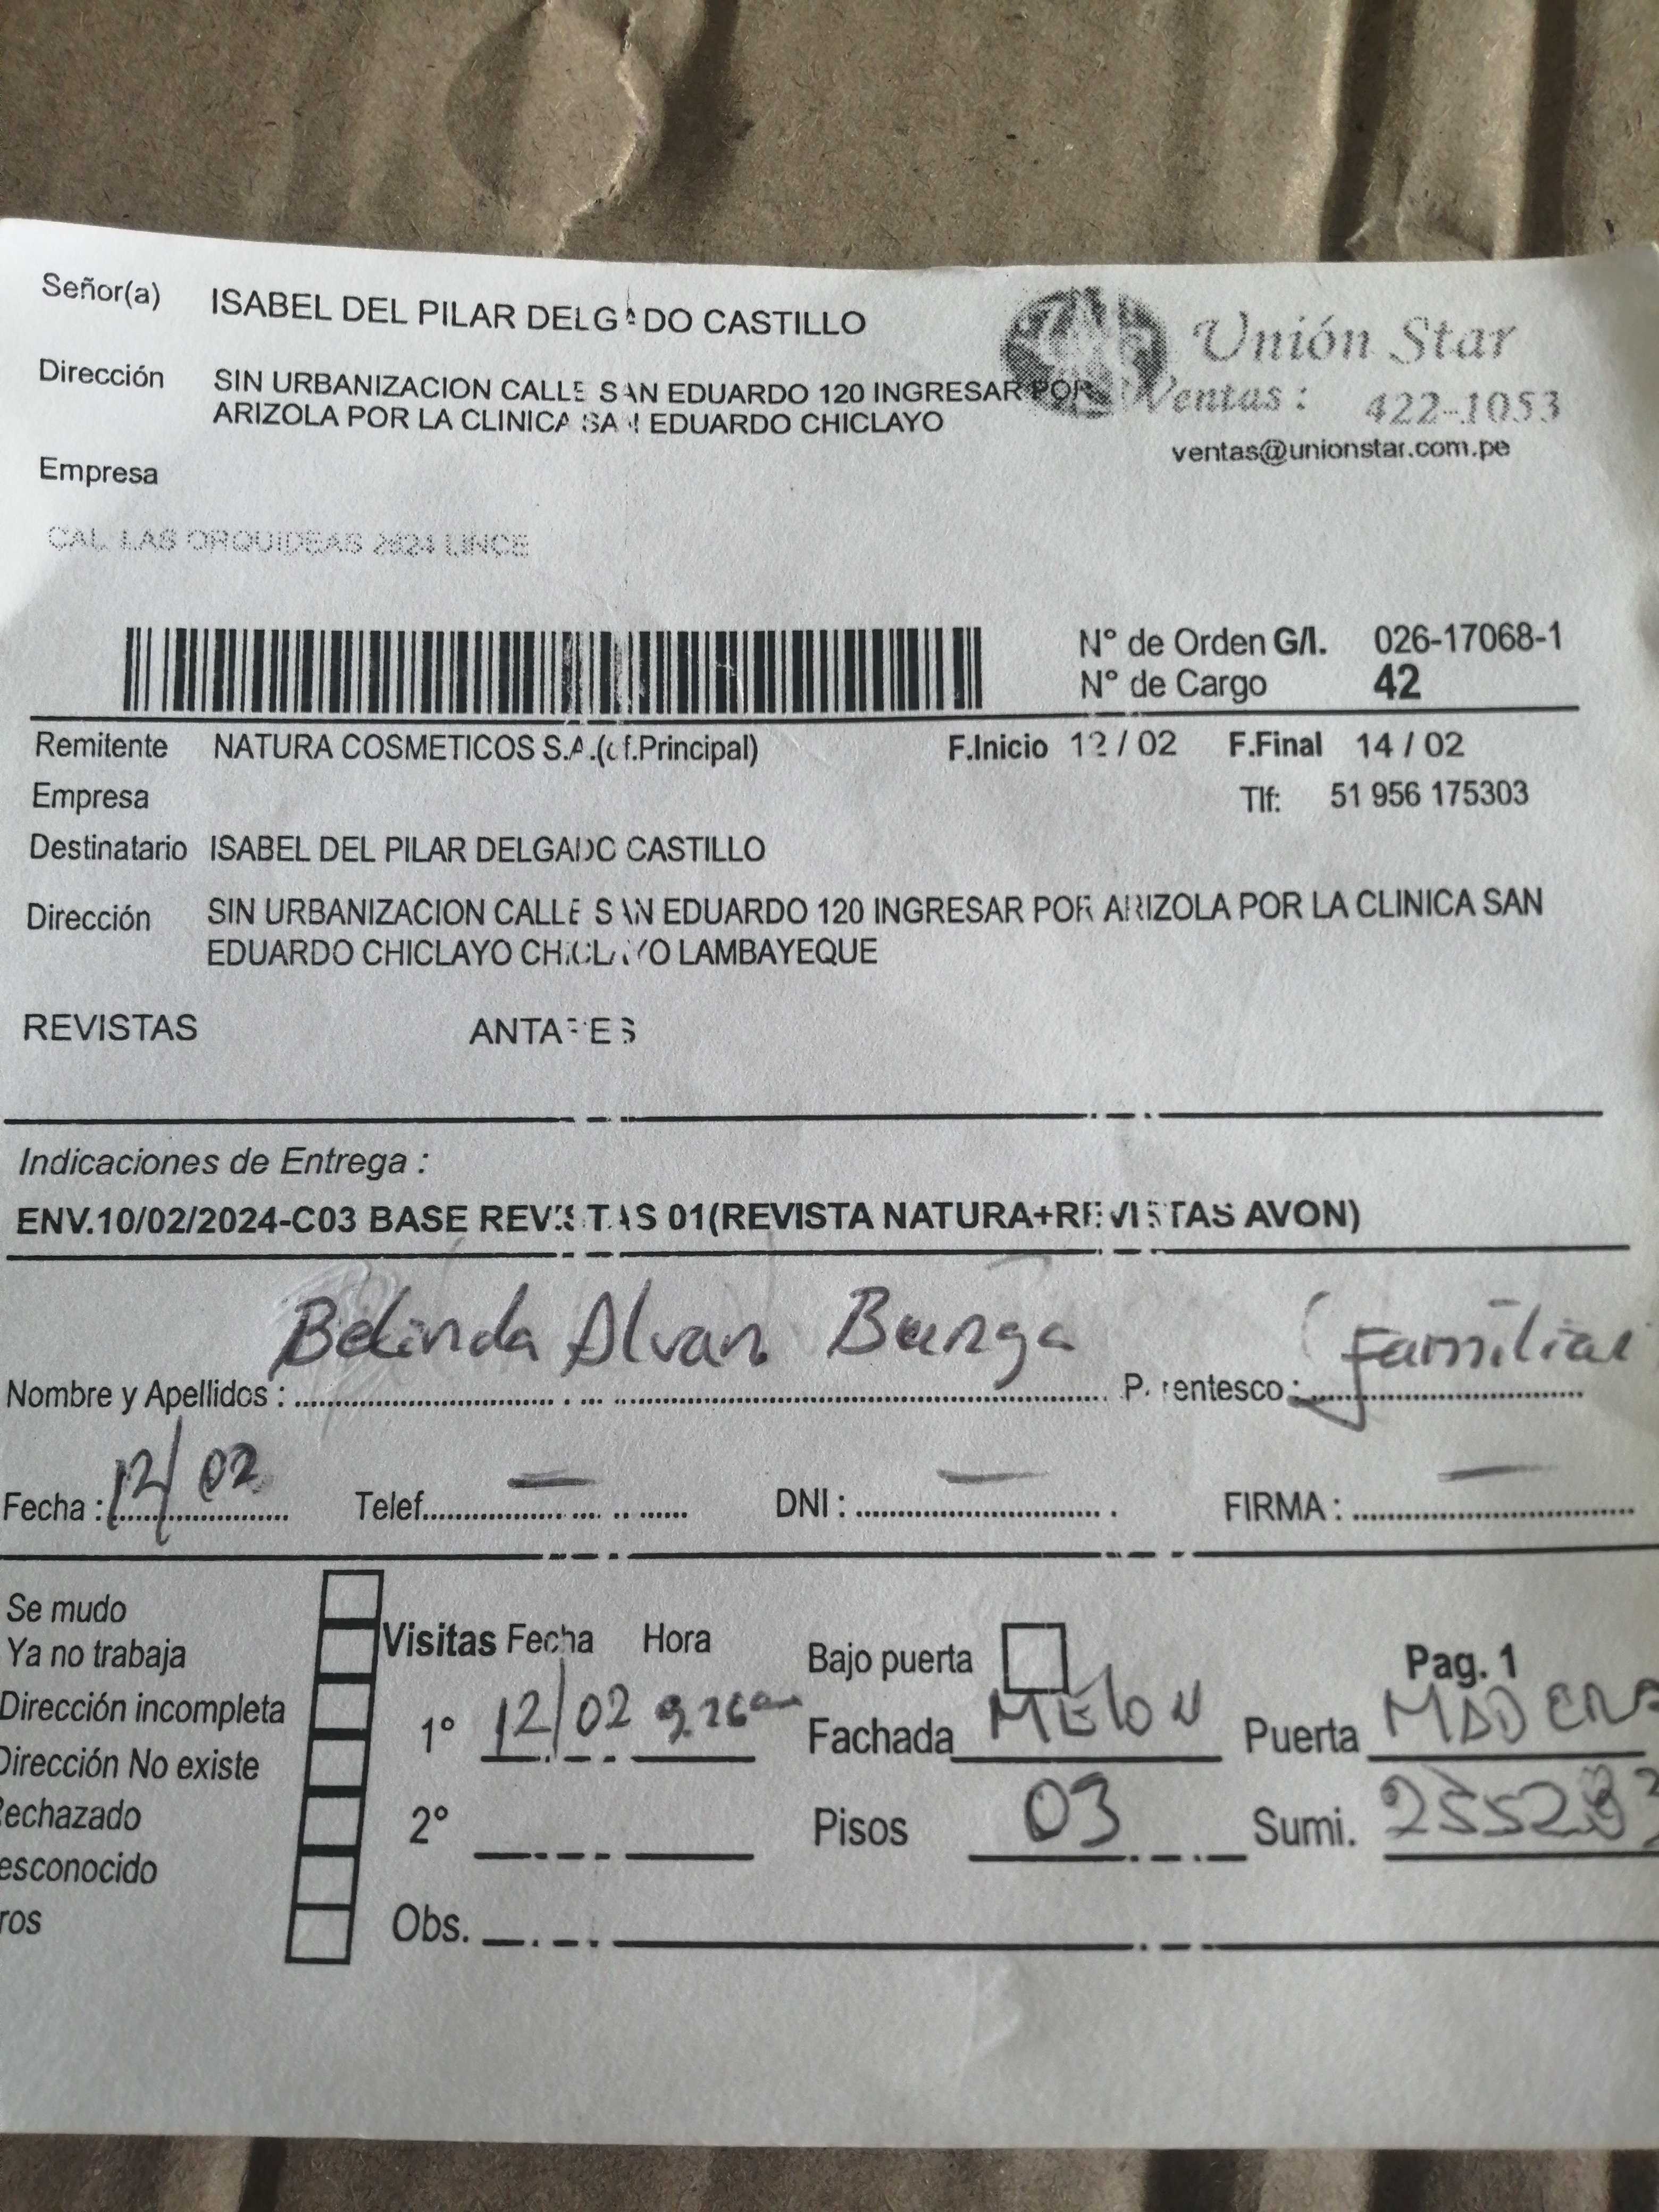 Señor(a) ISABEL DEL PILAR DELGADO CASTILLO
Unión Star
Dirección SIN URBANIZACION CALLE SAN EDUARDO 120 INGRESAR POR
ARIZOLA POR LA CLINICA SAN EDUARDO CHICLAYO
Ventas: 422-1053
ventas@unionstar.com.pe
Empresa
CAL. LAS ORQUIDEAS 2624 LINCE
N° de Orden G/I. 026-17068-1
N° de Cargo 42
Remitente NATURA COSMETICOS S.A.(of.Principal) F.Inicio 12 / 02 F.Final 14 / 02
Empresa Tlf: 51 956 175303
Destinatario ISABEL DEL PILAR DELGADO CASTILLO
Dirección SIN URBANIZACION CALLE SAN EDUARDO 120 INGRESAR POR ARIZOLA POR LA CLINICA SAN
EDUARDO CHICLAYO CHICLAYO LAMBAYEQUE
REVISTAS ANTARES
Indicaciones de Entrega :
ENV.10/02/2024-C03 BASE REVISTAS 01(REVISTA NATURA+REVISTAS AVON)
Nombre y Apellidos : Belinda Alvan Parentesco : Familiar
Fecha : 12/02 Telef. — DNI : — FIRMA : —
Se mudo
Ya no trabaja
Dirección incompleta
Dirección No existe
Rechazado
esconocido
ros
Visitas Fecha Hora
1° 12/02 9.26am
2°
Obs.
Bajo puerta Pag. 1
Fachada MElON Puerta MADERA
Pisos 03 Sumi.